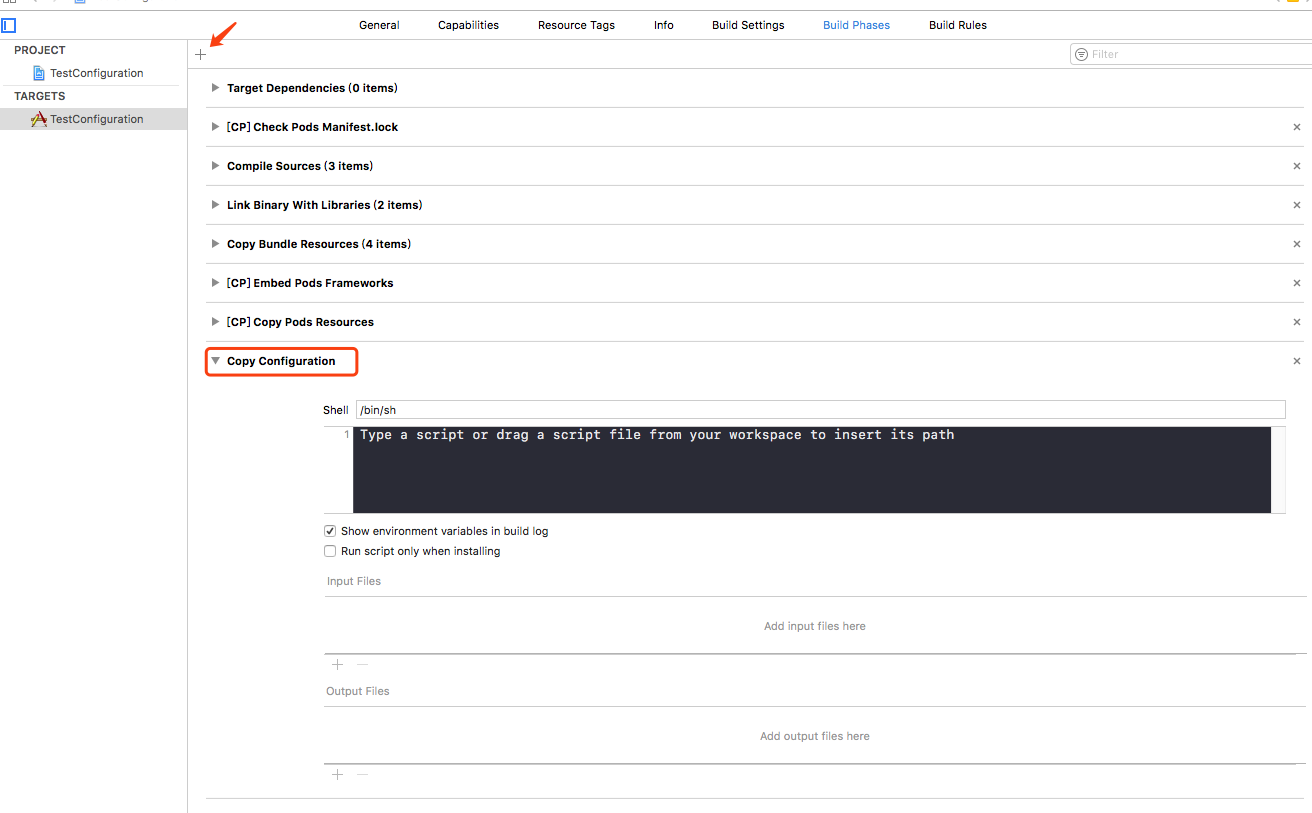 General Capabilities Resource Tags Info Build Settings Build Phases Build Rules
PROJECT
TestConfiguration
TARGETS
TestConfiguration
Filter
Target Dependencies (0 items)
[CP] Check Pods Manifest.lock
Compile Sources (3 items)
Link Binary With Libraries (2 items)
Copy Bundle Resources (4 items)
[CP] Embed Pods Frameworks
[CP] Copy Pods Resources
Copy Configuration
Shell /bin/sh
1 Type a script or drag a script file from your workspace to insert its path
Show environment variables in build log
Run script only when installing
Input Files
Add input files here
Output Files
Add output files here